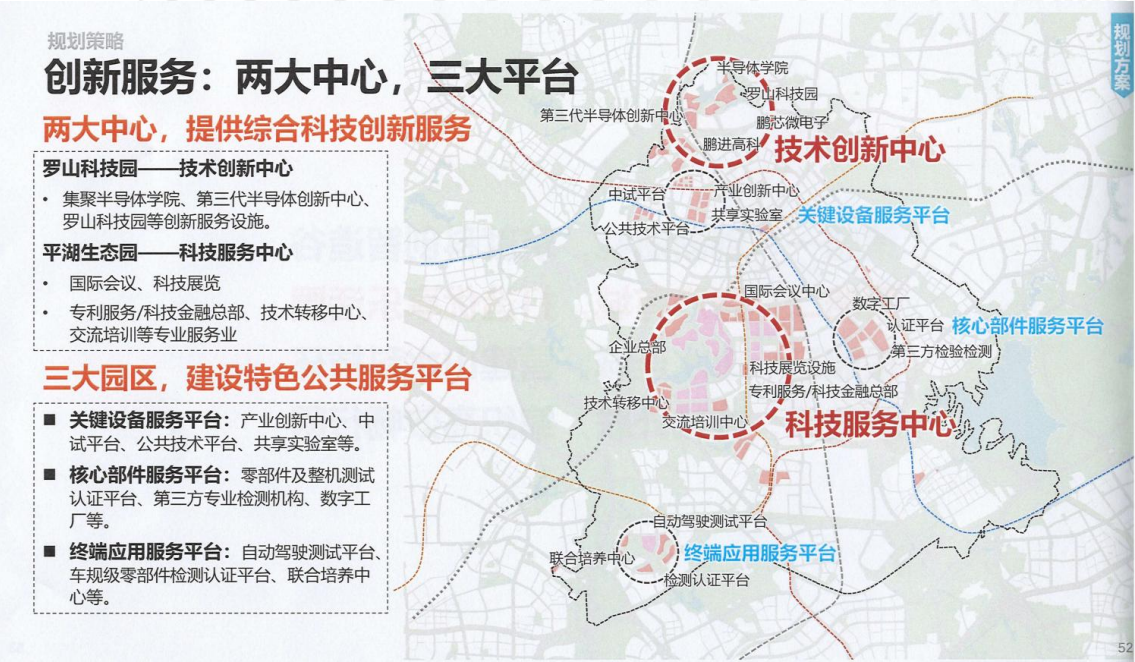 规划策略
创新服务：两大中心，三大平台
两大中心，提供综合科技创新服务
罗山科技园——技术创新中心
• 集聚半导体学院、第三代半导体创新中心、
罗山科技园等创新服务设施。
平湖生态园——科技服务中心
• 国际会议、科技展览
• 专利服务/科技金融总部、技术转移中心、
交流培训等专业服务业
三大园区，建设特色公共服务平台
■ 关键设备服务平台：产业创新中心、中
试平台、公共技术平台、共享实验室等。
■ 核心部件服务平台：零部件及整机测试
认证平台、第三方专业检测机构、数字工
厂等。
■ 终端应用服务平台：自动驾驶测试平台、
车规级零部件检测认证平台、联合培养中
心等。
半导体学院
罗山科技园
第三代半导体创新中心
鹏芯微电子
鹏进高科
技术创新中心
中试平台
产业创新中心
共享实验室
关键设备服务平台
公共技术平台
国际会议中心
数字工厂
认证平台
核心部件服务平台
企业总部
第三方检验检测
科技展览设施
专利服务/科技金融总部
技术转移中心
交流培训中心
科技服务中心
自动驾驶测试平台
联合培养中心
终端应用服务平台
检测认证平台
规划方案
52